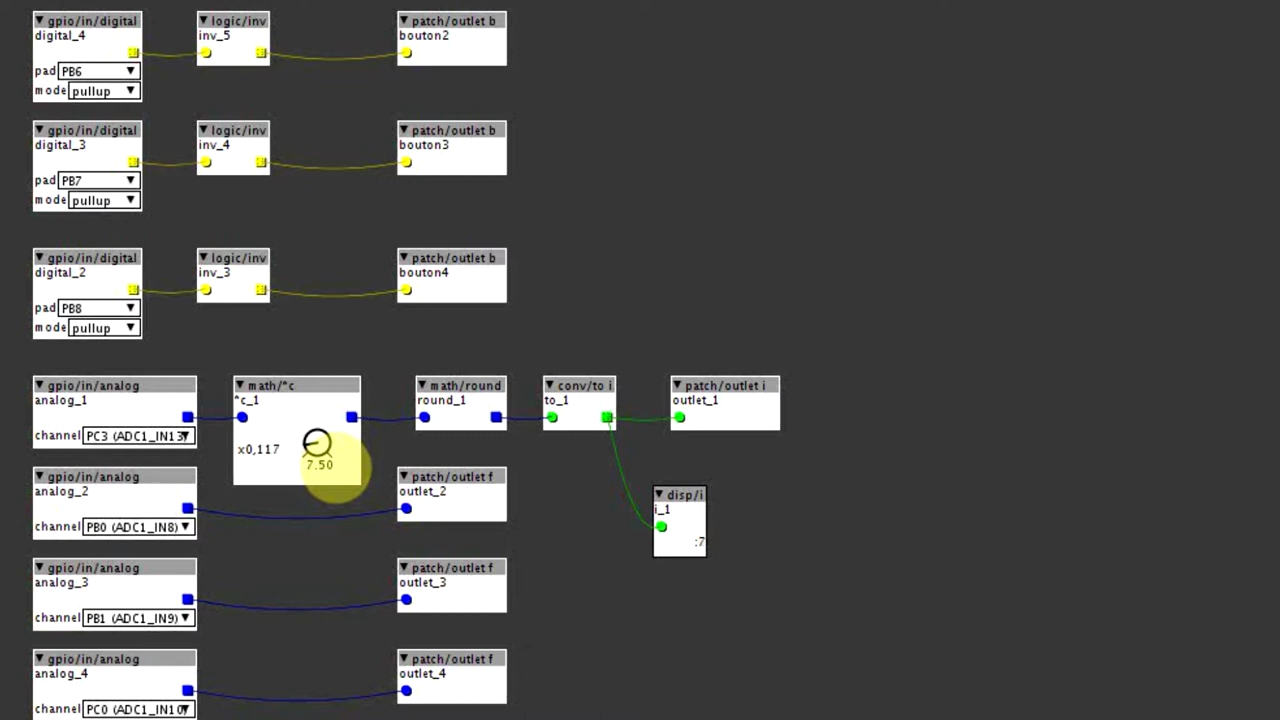 gpio/in/digital
digital_4
pad PB6
mode pullup
logic/inv
inv_5
patch/outlet b
bouton2
gpio/in/digital
digital_3
pad PB7
mode pullup
logic/inv
inv_4
patch/outlet b
bouton3
gpio/in/digital
digital_2
pad PB8
mode pullup
logic/inv
inv_3
patch/outlet b
bouton4
gpio/in/analog
analog_1
channel PC3 (ADC1_IN13)
math/*c
*c_1
x0,117
7.50
math/round
round_1
conv/to i
to_1
patch/outlet i
outlet_1
gpio/in/analog
analog_2
channel PB0 (ADC1_IN8)
patch/outlet f
outlet_2
disp/i
i_1
:7
gpio/in/analog
analog_3
channel PB1 (ADC1_IN9)
patch/outlet f
outlet_3
gpio/in/analog
analog_4
channel PC0 (ADC1_IN10)
patch/outlet f
outlet_4